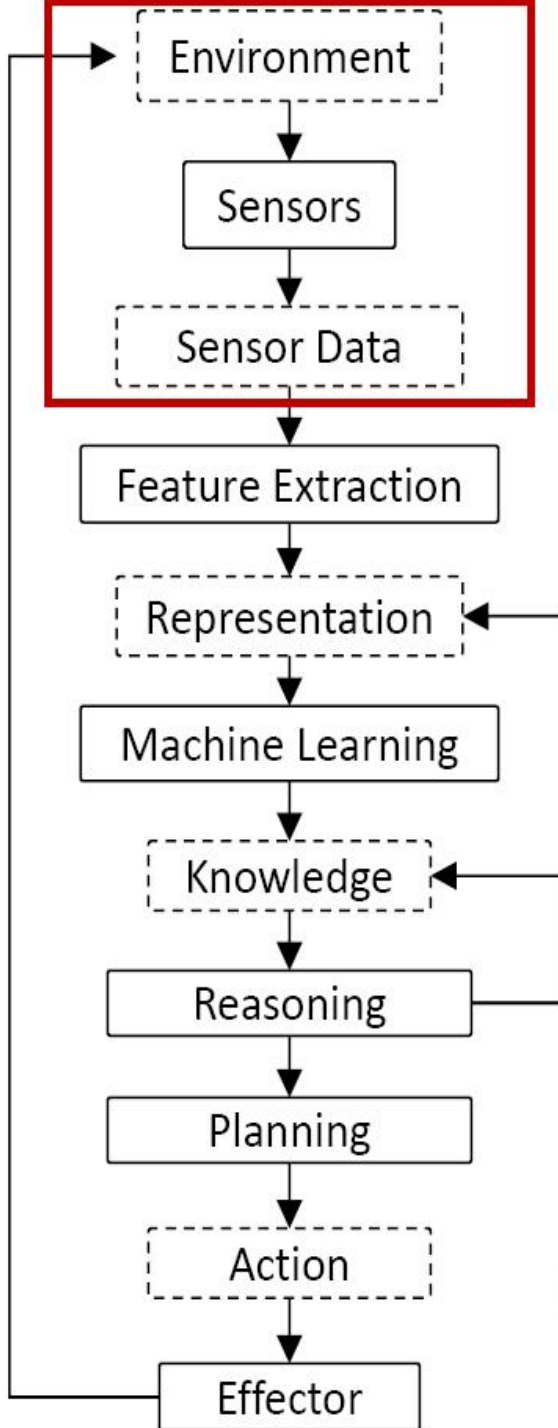 Environment
Sensors
Sensor Data
Feature Extraction
Representation
Machine Learning
Knowledge
Reasoning
Planning
Action
Effector